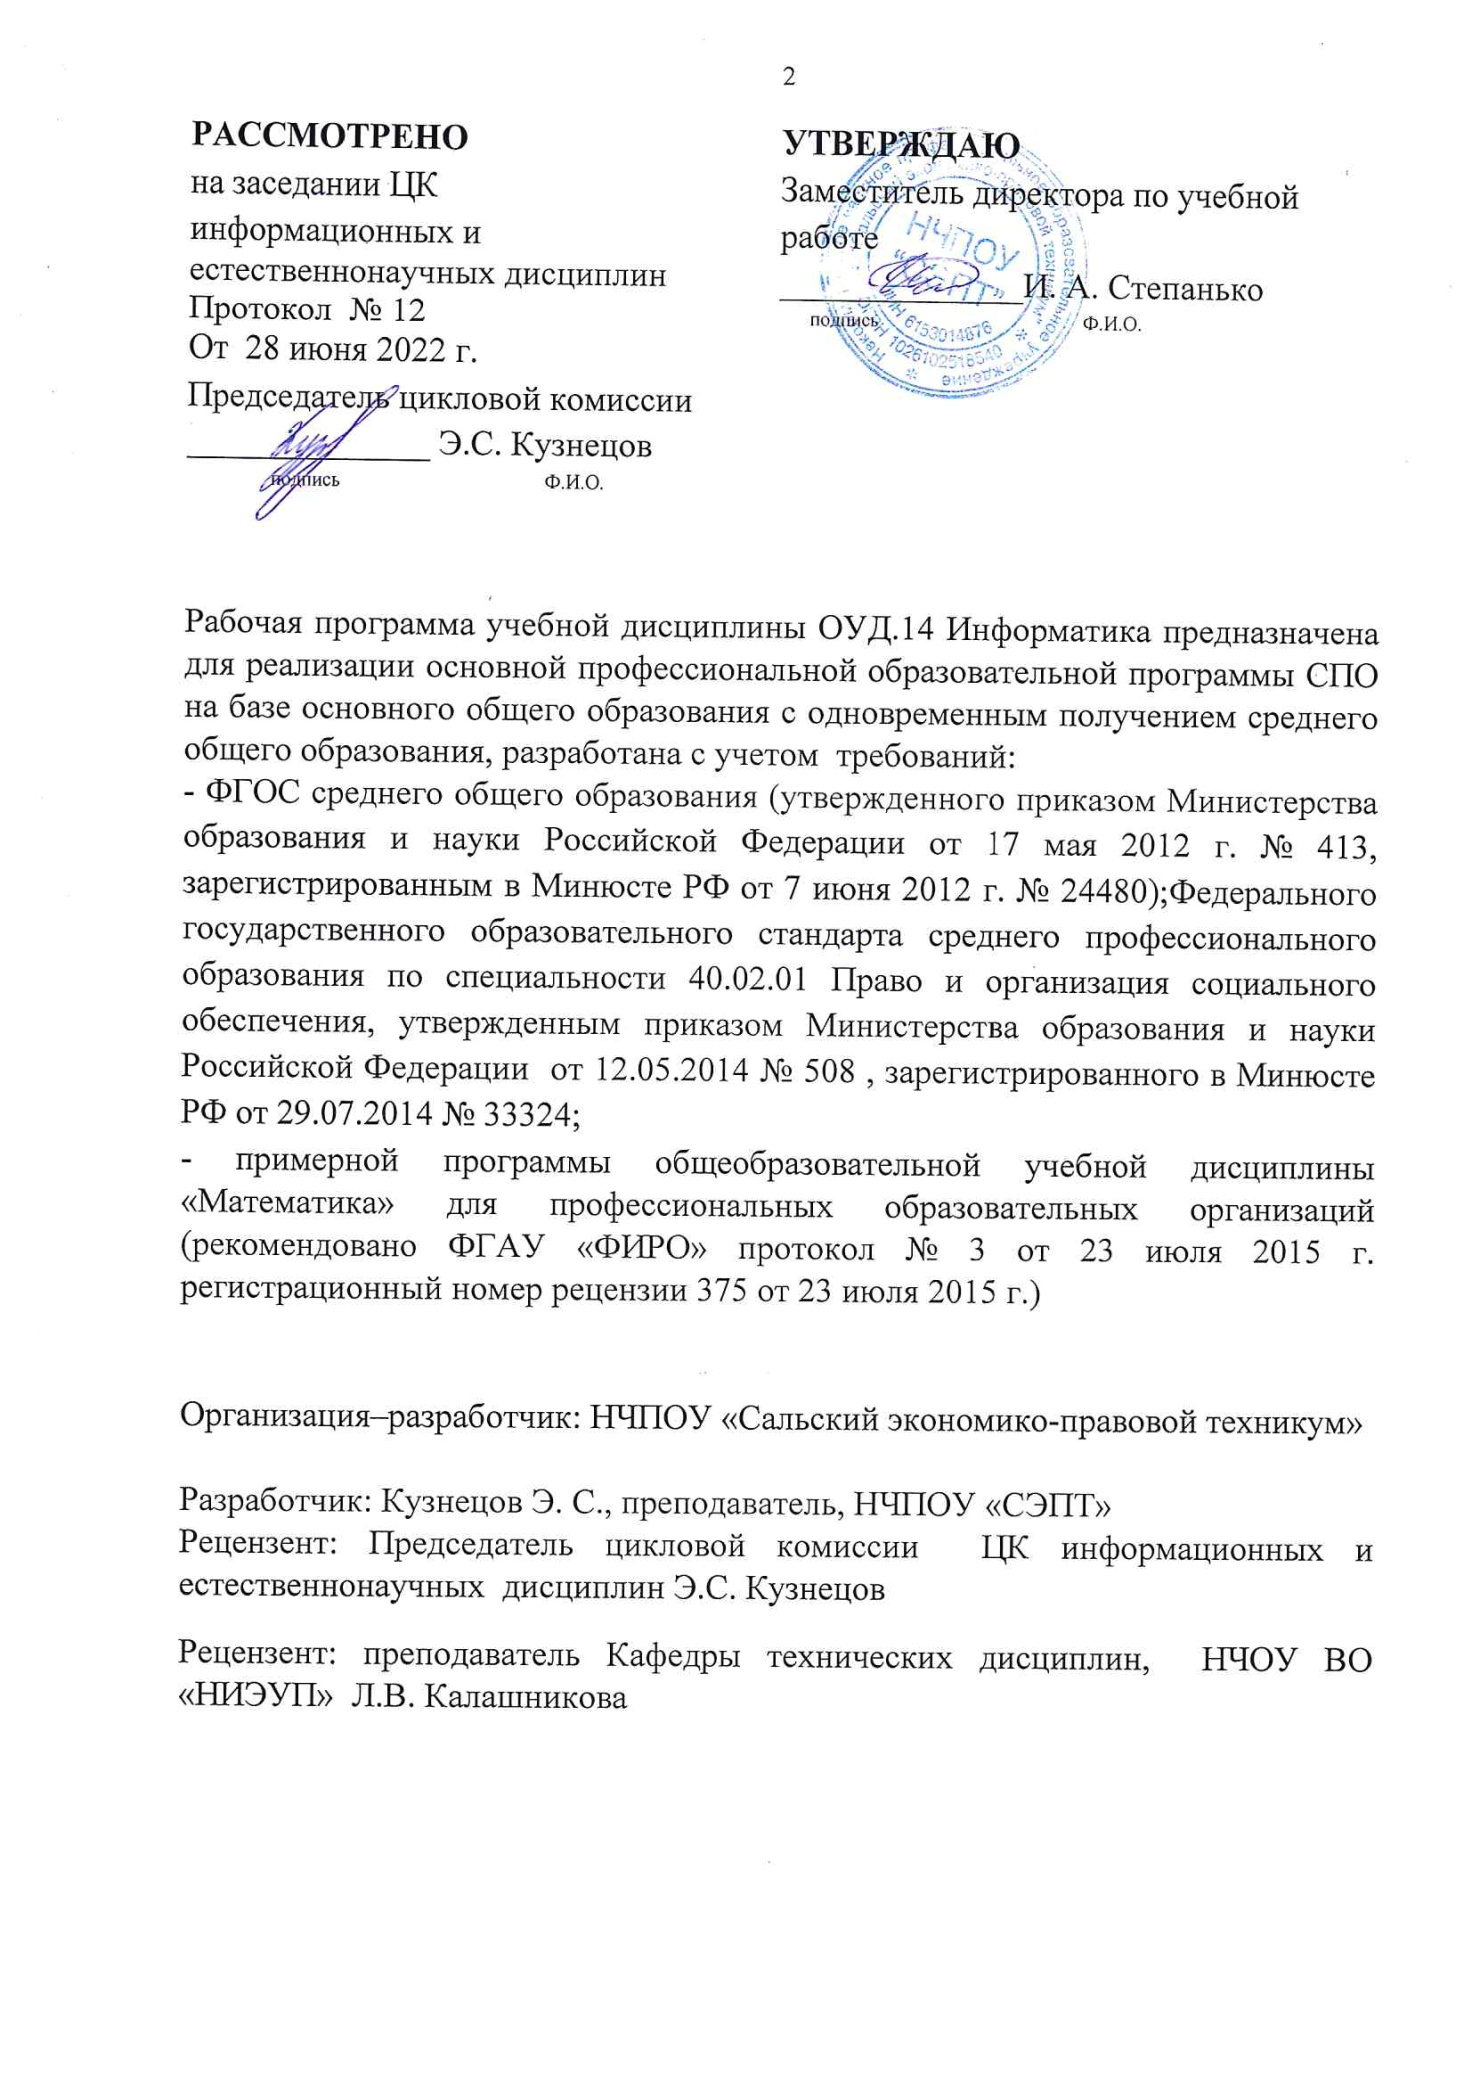 2
РАССМОТРЕНО
на заседании ЦК
информационных и
естественнонаучных дисциплин
Протокол № 12
От 28 июня 2022 г.
Председатель цикловой комиссии
Э.С. Кузнецов
подпись Ф.И.О.
УТВЕРЖДАЮ
Заместитель директора по учебной
работе
И. А. Степанько
подпись Ф.И.О.
НЧПОУ
"СЭПТ"
ИНН 6153014876
образовательное учреждение
Рабочая программа учебной дисциплины ОУД.14 Информатика предназначена
для реализации основной профессиональной образовательной программы СПО
на базе основного общего образования с одновременным получением среднего
общего образования, разработана с учетом требований:
- ФГОС среднего общего образования (утвержденного приказом Министерства
образования и науки Российской Федерации от 17 мая 2012 г. № 413,
зарегистрированным в Минюсте РФ от 7 июня 2012 г. № 24480);Федерального
государственного образовательного стандарта среднего профессионального
образования по специальности 40.02.01 Право и организация социального
обеспечения, утвержденным приказом Министерства образования и науки
Российской Федерации от 12.05.2014 № 508 , зарегистрированного в Минюсте
РФ от 29.07.2014 № 33324;
- примерной программы общеобразовательной учебной дисциплины
«Математика» для профессиональных образовательных организаций
(рекомендовано ФГАУ «ФИРО» протокол № 3 от 23 июля 2015 г.
регистрационный номер рецензии 375 от 23 июля 2015 г.)
Организация–разработчик: НЧПОУ «Сальский экономико-правовой техникум»
Разработчик: Кузнецов Э. С., преподаватель, НЧПОУ «СЭПТ»
Рецензент: Председатель цикловой комиссии ЦК информационных и
естественнонаучных дисциплин Э.С. Кузнецов
Рецензент: преподаватель Кафедры технических дисциплин, НЧОУ ВО
«НИЭУП» Л.В. Калашникова